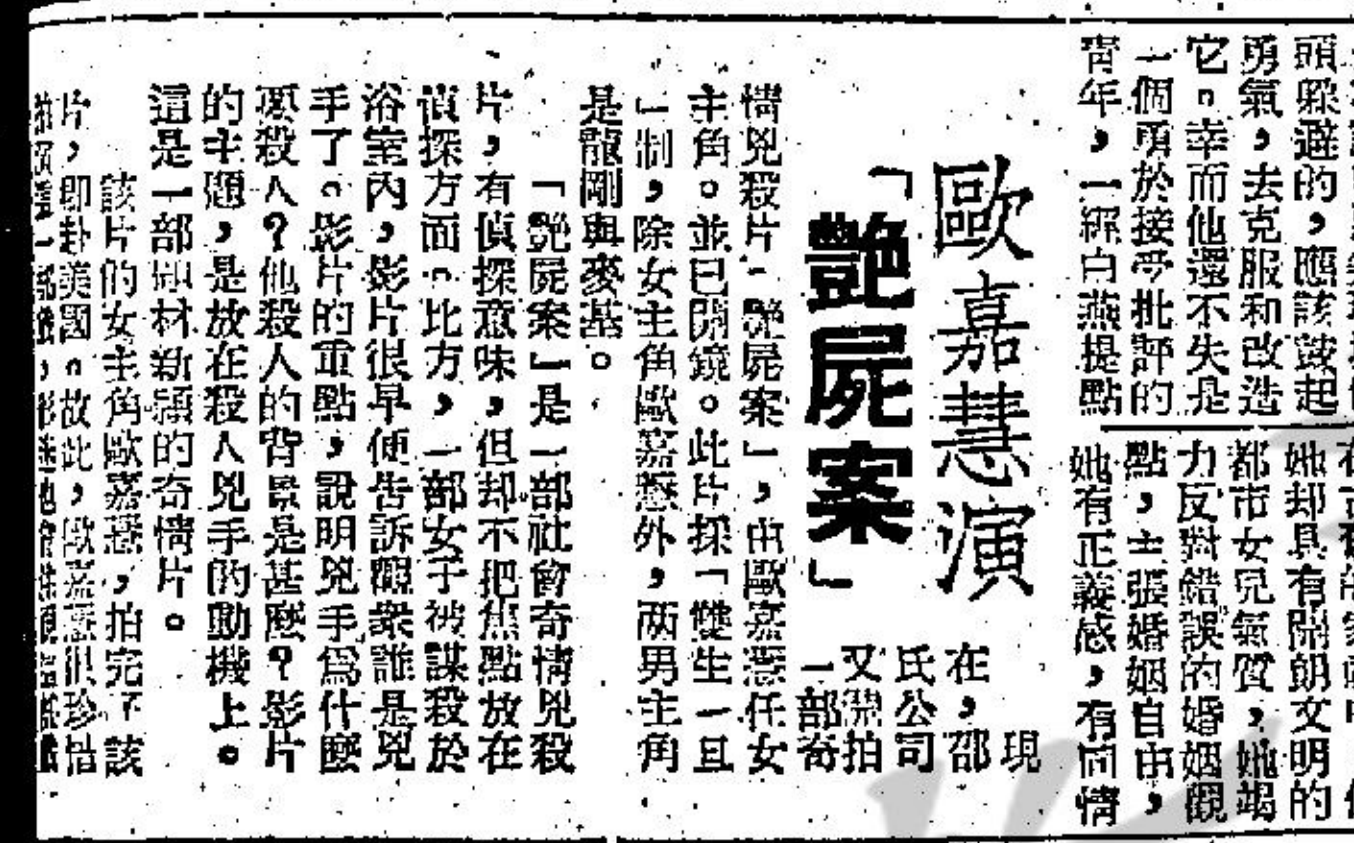 頭躱避的，應該鼓起
勇氣，去克服和改造
它。幸而他還不失是
一個勇於接受批評的
青年，一經白燕提點
她却具有開朗文明的
都市女兒氣質，她竭
力反對錯誤的婚姻觀
點，主張婚姻自由，
她有正義感，有同情
歐嘉慧演
「艷屍案」
現
在，邵
氏公司
又開拍
一部奇
情兇殺片「艷屍案」，由歐嘉慧任女
主角。並已開鏡。此片採「雙生一旦
」制，除女主角歐嘉慧外，两男主角
是龍剛與麥基。
「艷屍案」是一部社會奇情兇殺
片，有偵探意味，但却不把焦點放在
偵探方面。比方，一部女子被謀殺於
浴室內，影片很早便告訴觀衆誰是兇
手了。影片的重點，說明兇手爲什麼
要殺人？他殺人的背景是甚麼？影片
的主題，是放在殺人兇手的動機上。
這是一部題材新穎的奇情片。
該片的女主角歐嘉慧，拍完了該
片，即赴美國。故此，歐嘉慧很珍惜